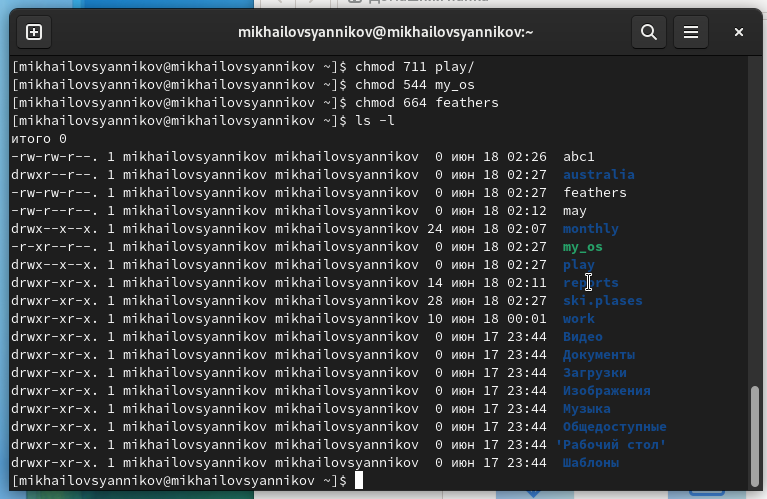 Домашняя папка
mikhailovsyannikov@mikhailovsyannikov:~
[mikhailovsyannikov@mikhailovsyannikov ~]$ chmod 711 play/
[mikhailovsyannikov@mikhailovsyannikov ~]$ chmod 544 my_os
[mikhailovsyannikov@mikhailovsyannikov ~]$ chmod 664 feathers
[mikhailovsyannikov@mikhailovsyannikov ~]$ ls -l
итого 0
-rw-rw-r--. 1 mikhailovsyannikov mikhailovsyannikov  0 июн 18 02:26  abc1
drwxr--r--. 1 mikhailovsyannikov mikhailovsyannikov  0 июн 18 02:27  australia
-rw-rw-r--. 1 mikhailovsyannikov mikhailovsyannikov  0 июн 18 02:27  feathers
-rw-r--r--. 1 mikhailovsyannikov mikhailovsyannikov  0 июн 18 02:12  may
drwx--x--x. 1 mikhailovsyannikov mikhailovsyannikov 24 июн 18 02:07  monthly
-r-xr--r--. 1 mikhailovsyannikov mikhailovsyannikov  0 июн 18 02:27  my_os
drwx--x--x. 1 mikhailovsyannikov mikhailovsyannikov  0 июн 18 02:27  play
drwxr-xr-x. 1 mikhailovsyannikov mikhailovsyannikov 14 июн 18 02:11  reports
drwxr-xr-x. 1 mikhailovsyannikov mikhailovsyannikov 28 июн 18 02:27  ski.plases
drwxr-xr-x. 1 mikhailovsyannikov mikhailovsyannikov 10 июн 18 00:01  work
drwxr-xr-x. 1 mikhailovsyannikov mikhailovsyannikov  0 июн 17 23:44  Видео
drwxr-xr-x. 1 mikhailovsyannikov mikhailovsyannikov  0 июн 17 23:44  Документы
drwxr-xr-x. 1 mikhailovsyannikov mikhailovsyannikov  0 июн 17 23:44  Загрузки
drwxr-xr-x. 1 mikhailovsyannikov mikhailovsyannikov  0 июн 17 23:44  Изображения
drwxr-xr-x. 1 mikhailovsyannikov mikhailovsyannikov  0 июн 17 23:44  Музыка
drwxr-xr-x. 1 mikhailovsyannikov mikhailovsyannikov  0 июн 17 23:44  Общедоступные
drwxr-xr-x. 1 mikhailovsyannikov mikhailovsyannikov  0 июн 17 23:44 'Рабочий стол'
drwxr-xr-x. 1 mikhailovsyannikov mikhailovsyannikov  0 июн 17 23:44  Шаблоны
[mikhailovsyannikov@mikhailovsyannikov ~]$